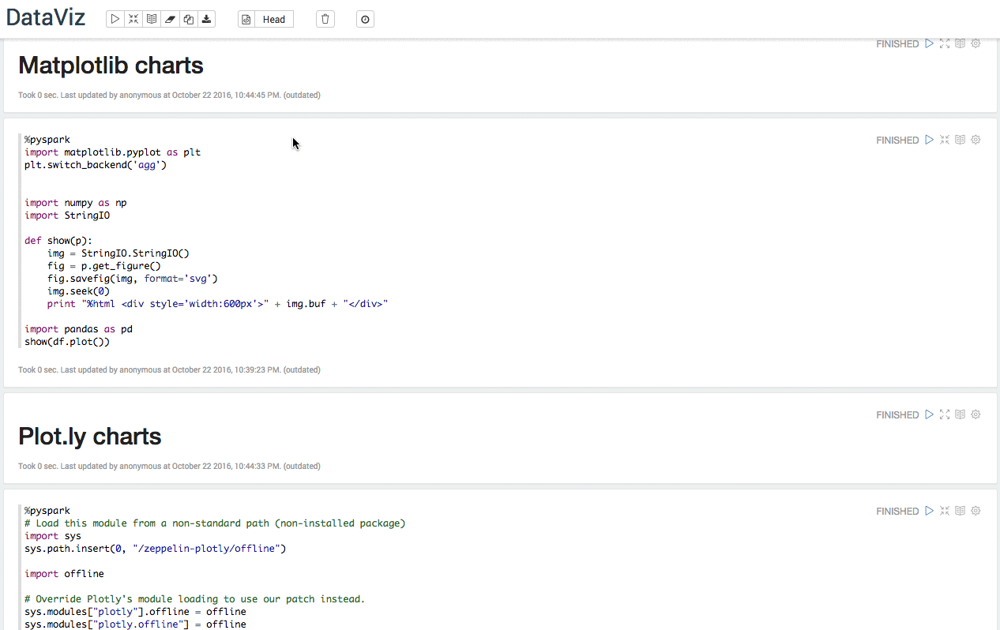 DataViz
Head
FINISHED
Matplotlib charts
Took 0 sec. Last updated by anonymous at October 22 2016, 10:44:45 PM. (outdated)
FINISHED
%pyspark
import matplotlib.pyplot as plt
plt.switch_backend('agg')
import numpy as np
import StringIO
def show(p):
    img = StringIO.StringIO()
    fig = p.get_figure()
    fig.savefig(img, format='svg')
    img.seek(0)
    print "%html <div style='width:600px'>" + img.buf + "</div>"
import pandas as pd
show(df.plot())
Took 0 sec. Last updated by anonymous at October 22 2016, 10:39:23 PM. (outdated)
FINISHED
Plot.ly charts
Took 0 sec. Last updated by anonymous at October 22 2016, 10:44:33 PM. (outdated)
FINISHED
%pyspark
# Load this module from a non-standard path (non-installed package)
import sys
sys.path.insert(0, "/zeppelin-plotly/offline")
import offline
# Override Plotly's module loading to use our patch instead.
sys.modules["plotly"].offline = offline
sys.modules["plotly.offline"] = offline